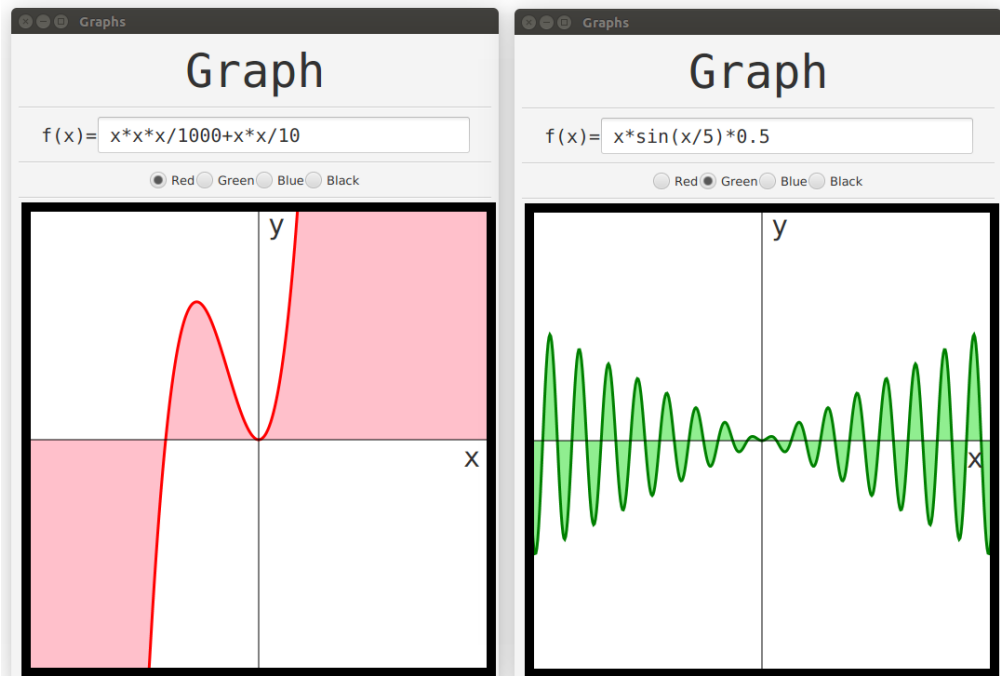 Graphs
Graph
f(x)= x*x*x/1000+x*x/10
Red Green Blue Black
y
x
Graphs
Graph
f(x)= x*sin(x/5)*0.5
Red Green Blue Black
y
x